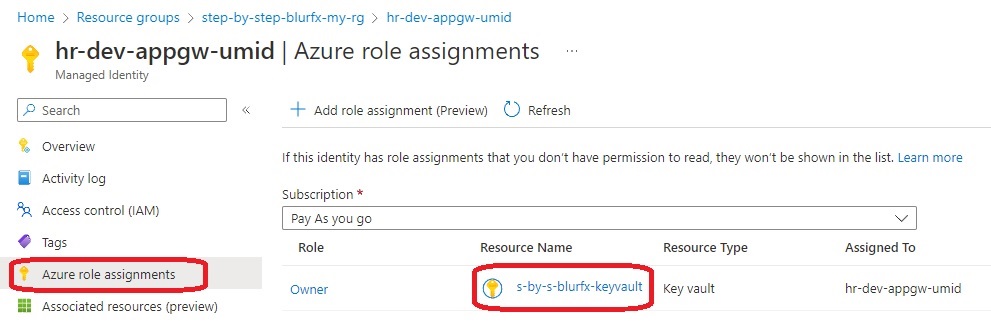 Home > Resource groups > step-by-step-blurfx-my-rg > hr-dev-appgw-umid
hr-dev-appgw-umid | Azure role assignments ...
Managed Identity
Search «
Overview
Activity log
Access control (IAM)
Tags
Azure role assignments
Associated resources (preview)
+ Add role assignment (Preview) Refresh
If this identity has role assignments that you don't have permission to read, they won't be shown in the list. Learn more
Subscription *
Pay As you go
Role Resource Name Resource Type Assigned To
Owner s-by-s-blurfx-keyvault Key vault hr-dev-appgw-umid